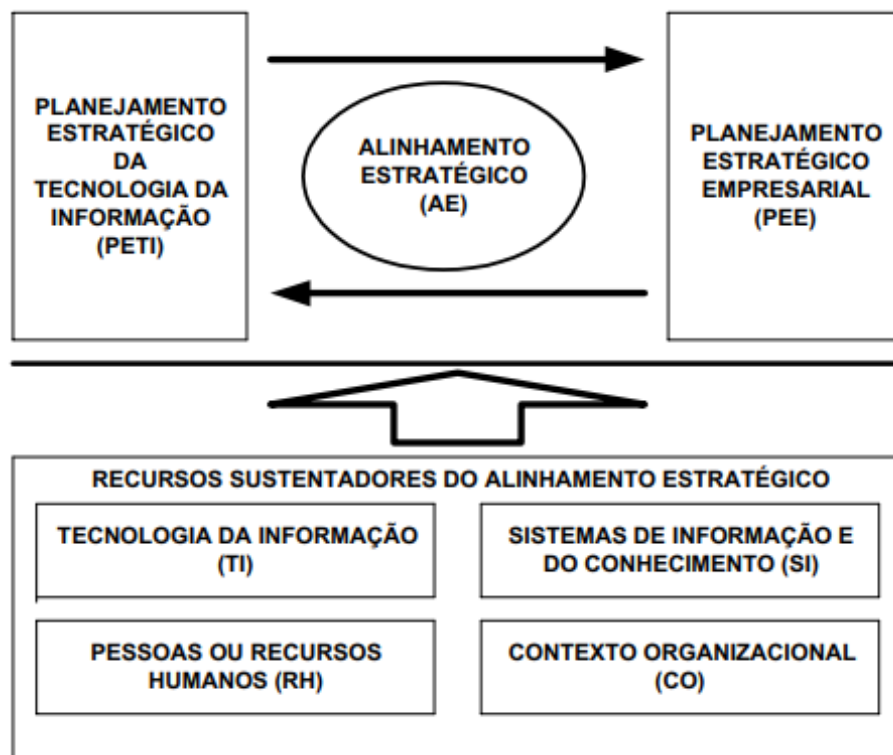 PLANEJAMENTO
ESTRATÉGICO
DA
TECNOLOGIA DA
INFORMAÇÃO
(PETI)
ALINHAMENTO
ESTRATÉGICO
(AE)
PLANEJAMENTO
ESTRATÉGICO
EMPRESARIAL
(PEE)
RECURSOS SUSTENTADORES DO ALINHAMENTO ESTRATÉGICO
TECNOLOGIA DA INFORMAÇÃO
(TI)
SISTEMAS DE INFORMAÇÃO E
DO CONHECIMENTO (SI)
PESSOAS OU RECURSOS
HUMANOS (RH)
CONTEXTO ORGANIZACIONAL
(CO)